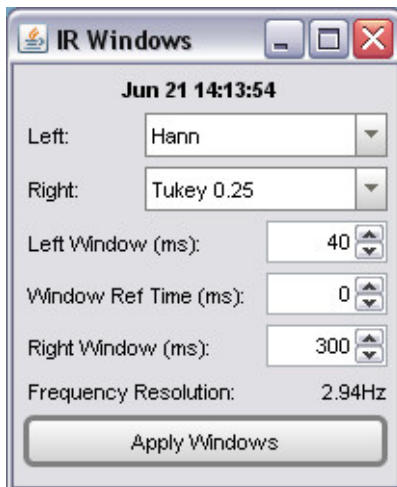 IR Windows
Jun 21 14:13:54
Left: Hann
Right: Tukey 0.25
Left Window (ms): 40
Window Ref Time (ms): 0
Right Window (ms): 300
Frequency Resolution: 2.94Hz
Apply Windows